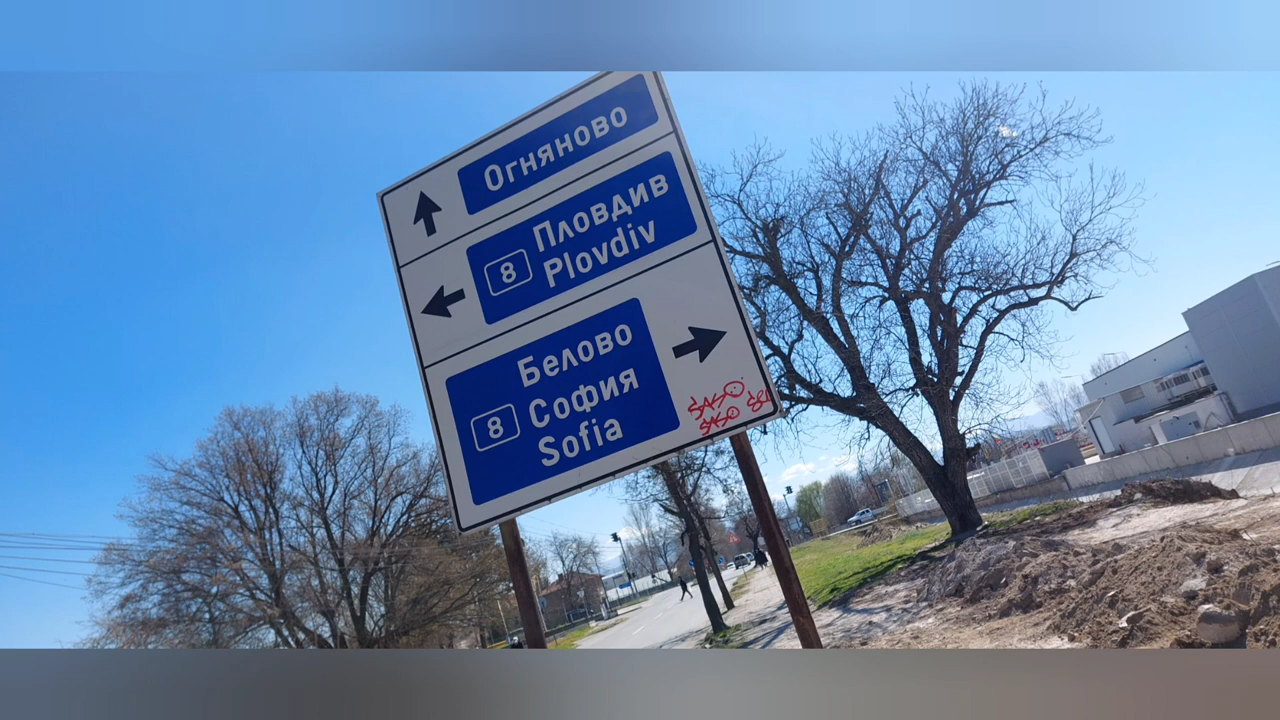 Огняново
8 Пловдив
Plovdiv
Белово
8 София
Sofia